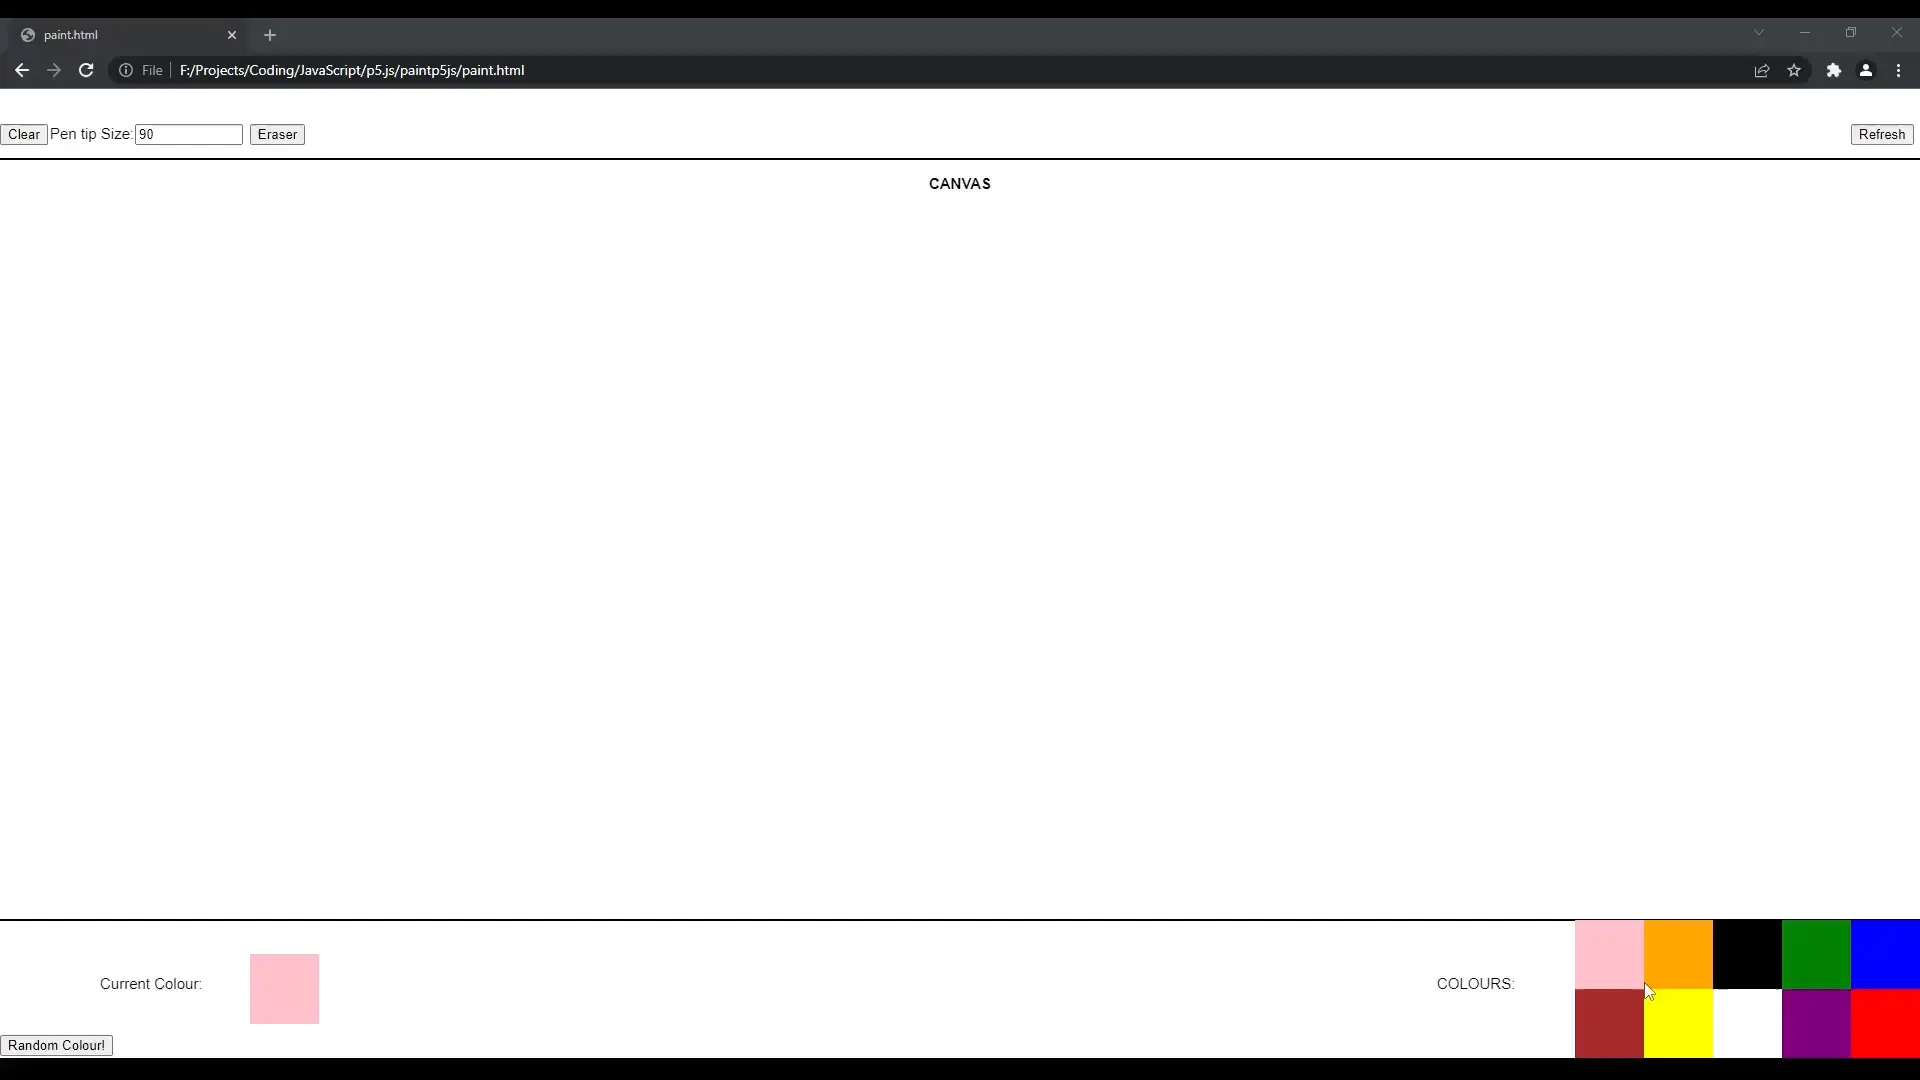 paint.html
File
F:/Projects/Coding/JavaScript/p5.js/paintp5js/paint.html
Clear Pen tip Size: 90 Eraser Refresh
CANVAS
Current Colour: COLOURS:
Random Colour!